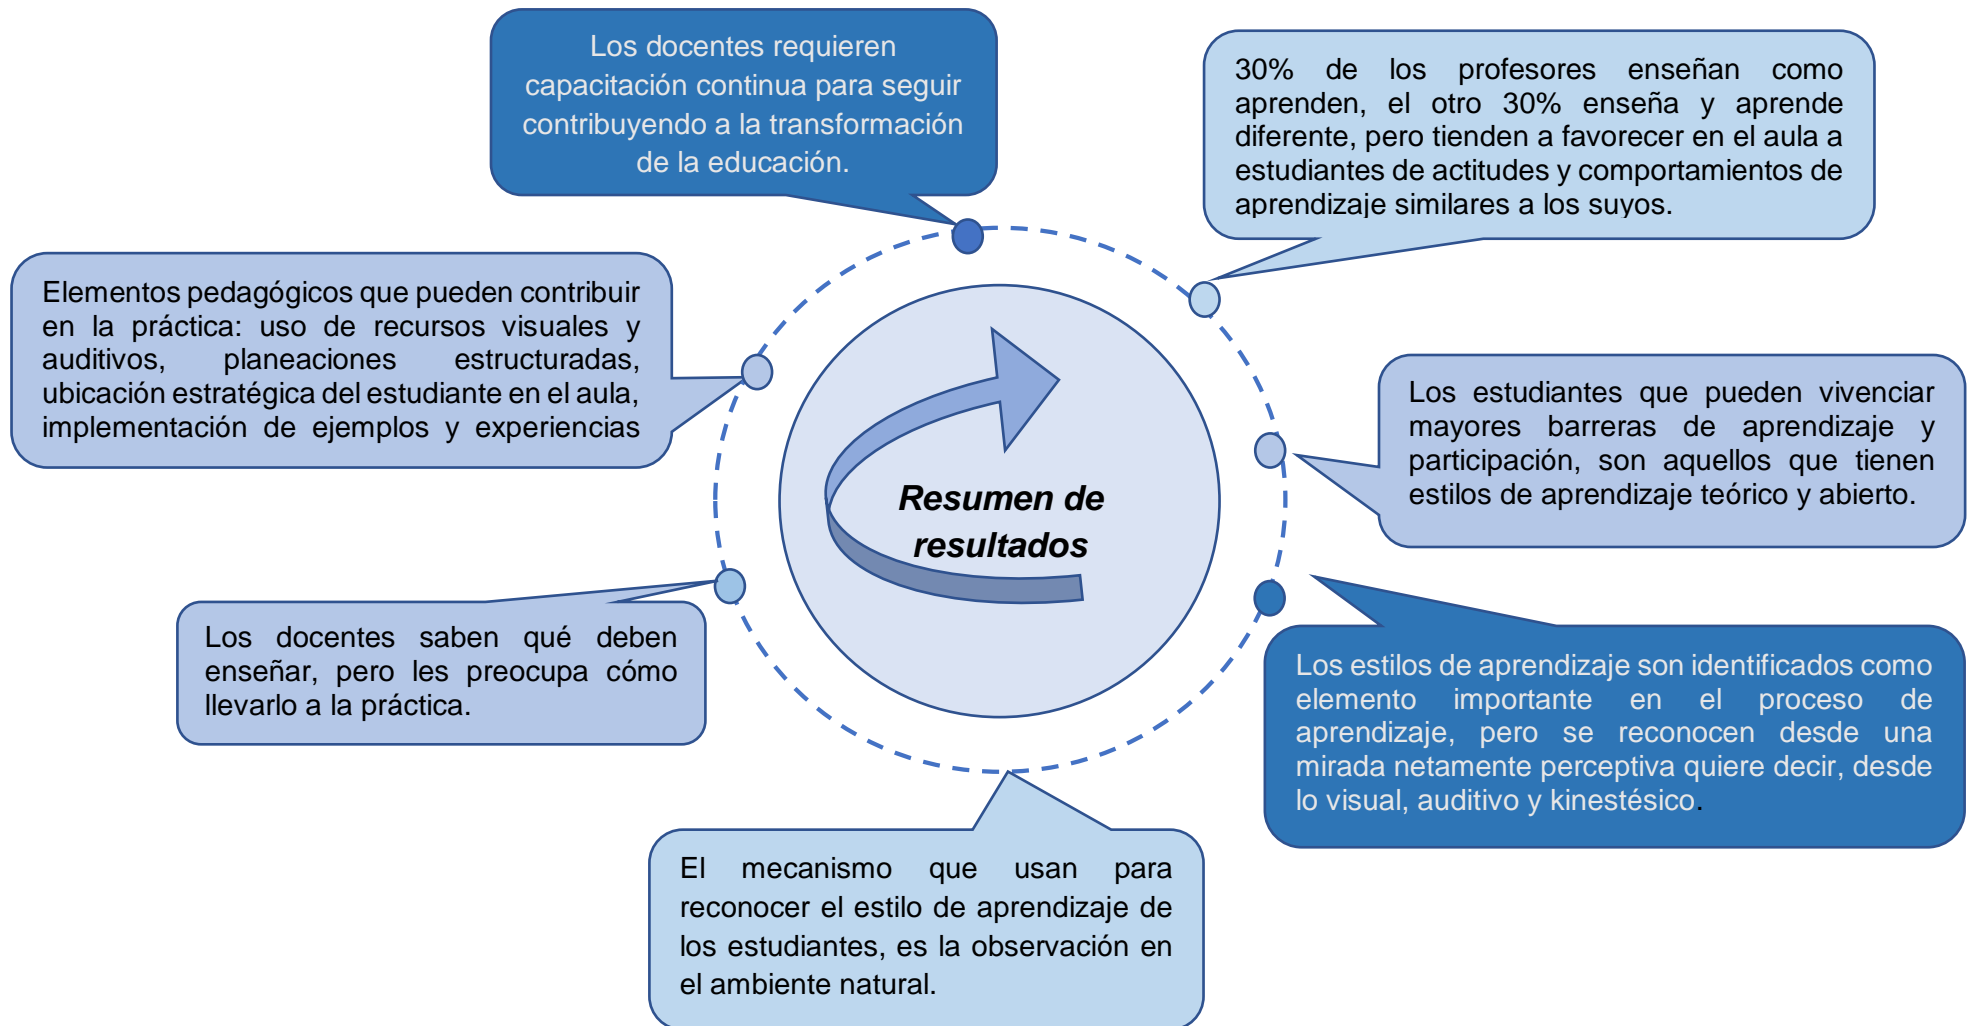 Los docentes requieren
capacitación continua para seguir
contribuyendo a la transformación
de la educación.
30% de los profesores enseñan como
aprenden, el otro 30% enseña y aprende
diferente, pero tienden a favorecer en el aula a
estudiantes de actitudes y comportamientos de
aprendizaje similares a los suyos.
Elementos pedagógicos que pueden contribuir
en la práctica: uso de recursos visuales y
auditivos, planeaciones estructuradas,
ubicación estratégica del estudiante en el aula,
implementación de ejemplos y experiencias
Los estudiantes que pueden vivenciar
mayores barreras de aprendizaje y
participación, son aquellos que tienen
estilos de aprendizaje teórico y abierto.
Resumen de
resultados
Los docentes saben qué deben
enseñar, pero les preocupa cómo
llevarlo a la práctica.
Los estilos de aprendizaje son identificados como
elemento importante en el proceso de
aprendizaje, pero se reconocen desde una
mirada netamente perceptiva quiere decir, desde
lo visual, auditivo y kinestésico.
El mecanismo que usan para
reconocer el estilo de aprendizaje de
los estudiantes, es la observación en
el ambiente natural.